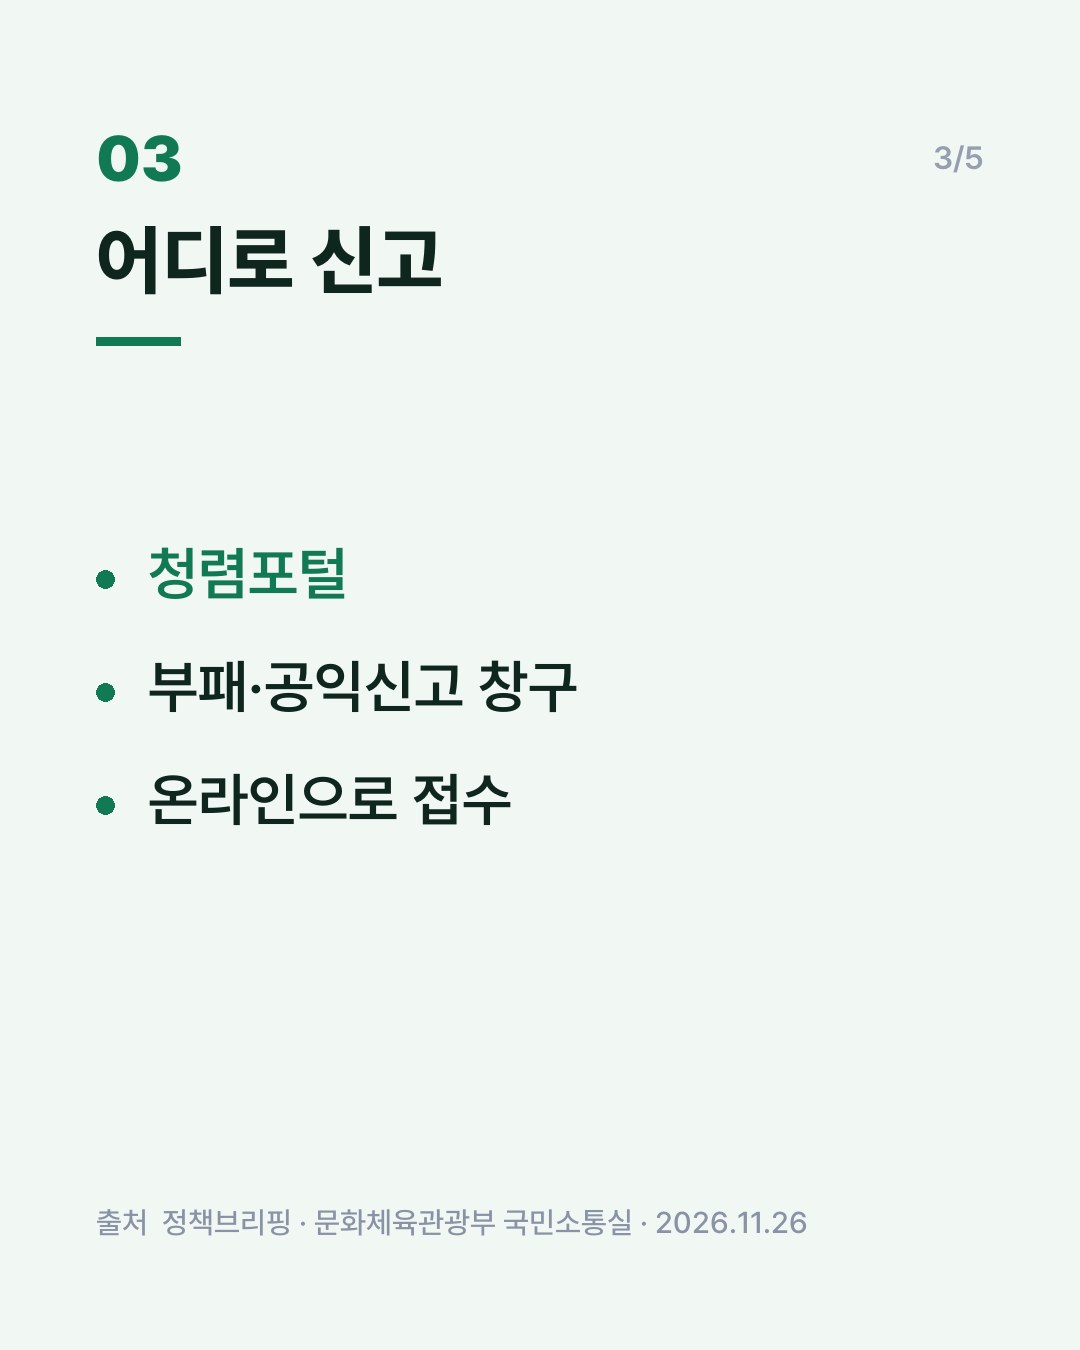 03
3/5
어디로 신고
청렴포털
부패·공익신고 창구
온라인으로 접수
출처 정책브리핑 · 문화체육관광부 국민소통실 · 2026.11.26